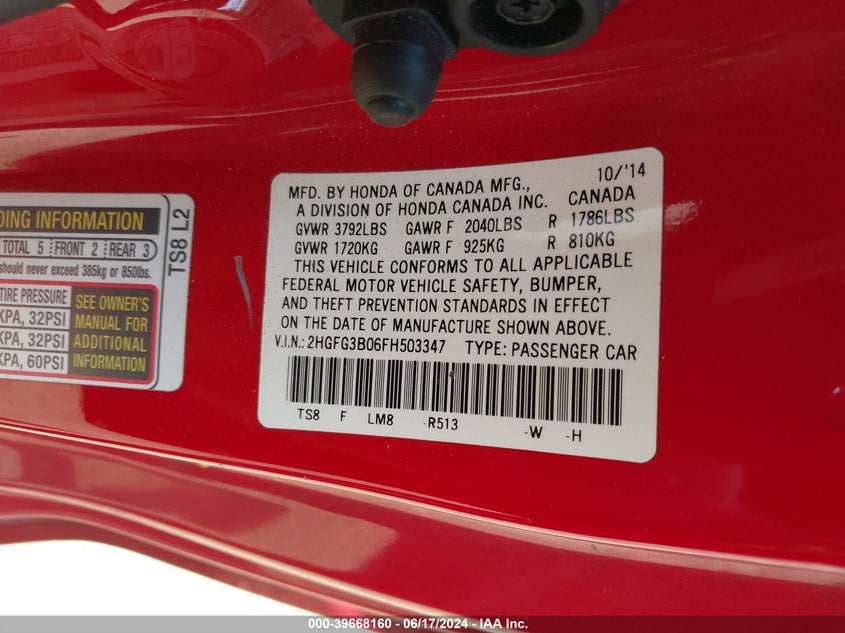 DING INFORMATION
TOTAL 5 FRONT 2 REAR 3
should never exceed 385kg or 850lbs.
TIRE PRESSURE
KPA, 32PSI
KPA, 32PSI
KPA, 60PSI
SEE OWNER'S
MANUAL FOR
ADDITIONAL
INFORMATION
TS8 L2
10/'14
MFD. BY HONDA OF CANADA MFG.,
A DIVISION OF HONDA CANADA INC. CANADA
GVWR 3792LBS GAWR F 2040LBS R 1786LBS
GVWR 1720KG GAWR F 925KG R 810KG
THIS VEHICLE CONFORMS TO ALL APPLICABLE
FEDERAL MOTOR VEHICLE SAFETY, BUMPER,
AND THEFT PREVENTION STANDARDS IN EFFECT
ON THE DATE OF MANUFACTURE SHOWN ABOVE.
V.I.N.: 2HGFG3B06FH503347 TYPE: PASSENGER CAR
TS8 F LM8 -R513 -W -H
000-39668160 - 06/17/2024 - IAA Inc.